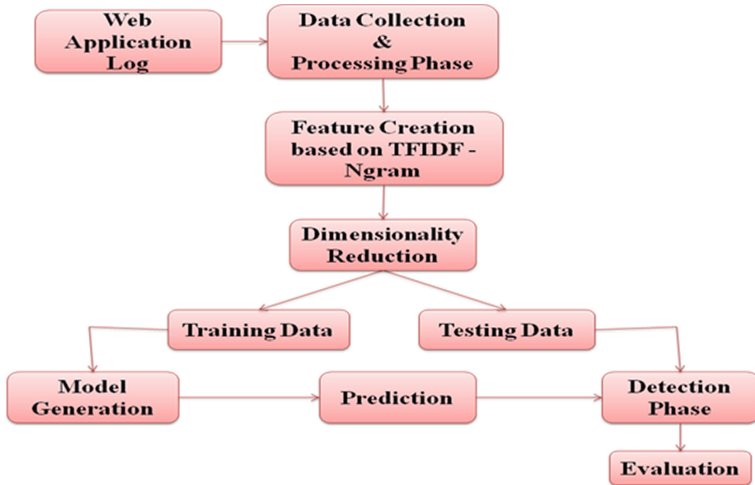 Web
Application
Log
Data Collection
&
Processing Phase
Feature Creation
based on TFIDF -
Ngram
Dimensionality
Reduction
Training Data
Testing Data
Model
Generation
Prediction
Detection
Phase
Evaluation